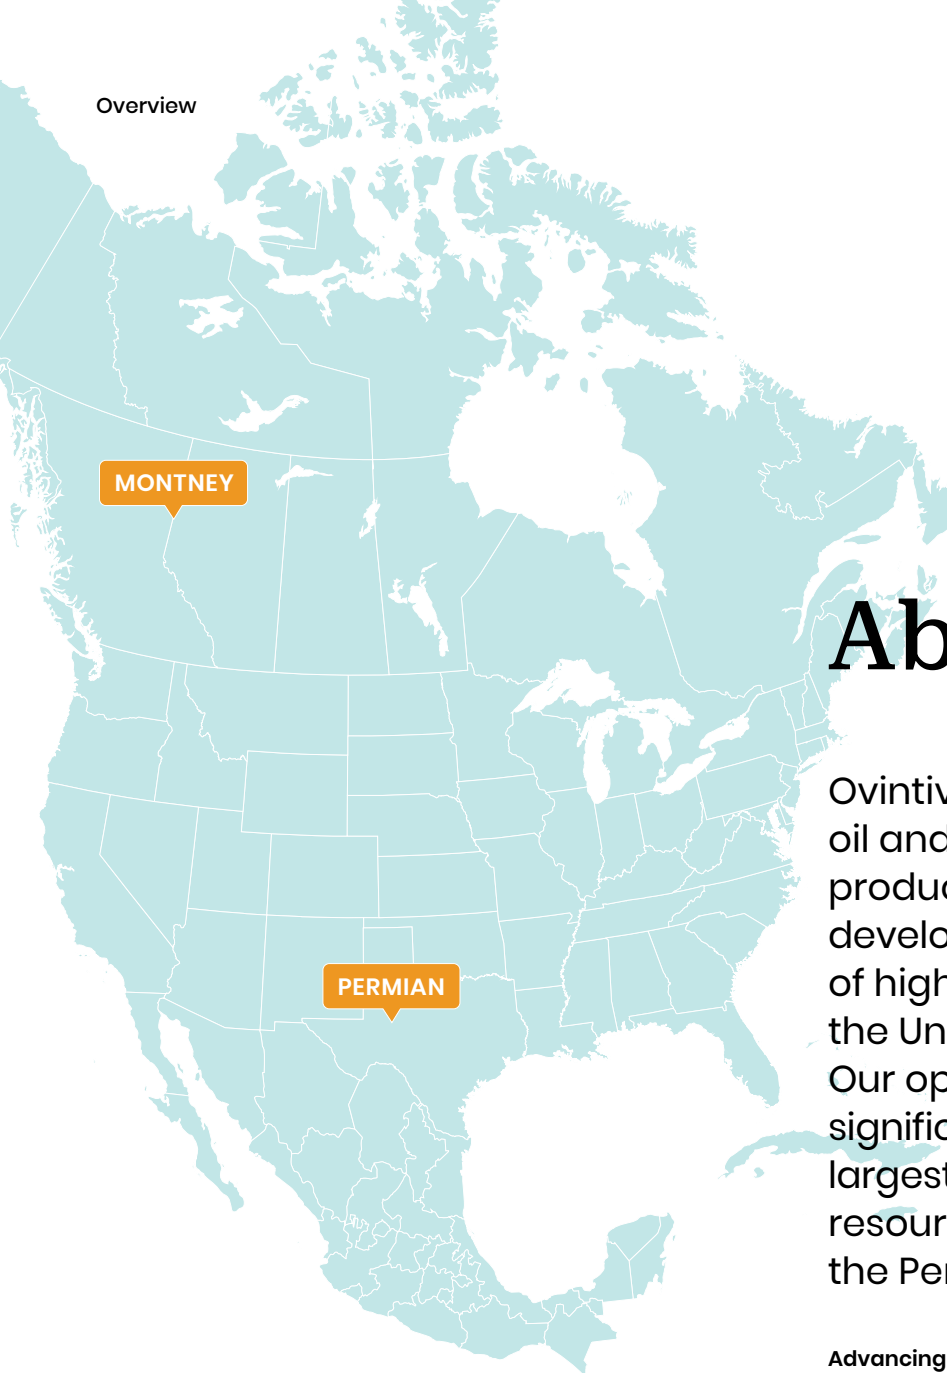 Overview
MONTNEY
PERMIAN
Ab
Ovintiv
oil and
produc
develo
of high
the Un
Our op
signific
largest
resour
the Per
Advancing